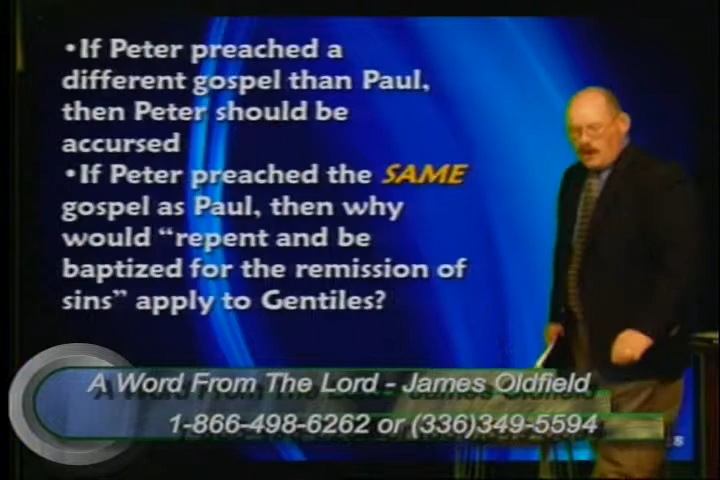 •If Peter preached a
different gospel than Paul,
then Peter should be
accursed
•If Peter preached the SAME
gospel as Paul, then why
would “repent and be
baptized for the remission of
sins” apply to Gentiles?
A Word From The Lord - James Oldfield
1-866-498-6262 or (336)349-5594